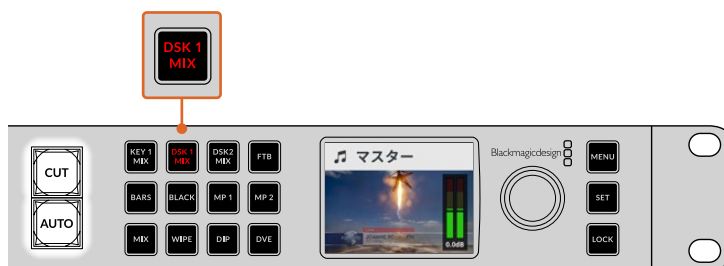 DSK 1
MIX
CUT
AUTO
KEY 1
MIX
DSK 1
MIX
DSK2
MIX
FTB
BARS
BLACK
MP 1
MP 2
MIX
WIPE
DIP
DVE
マスター
0.0dB
Blackmagicdesign
MENU
SET
LOCK